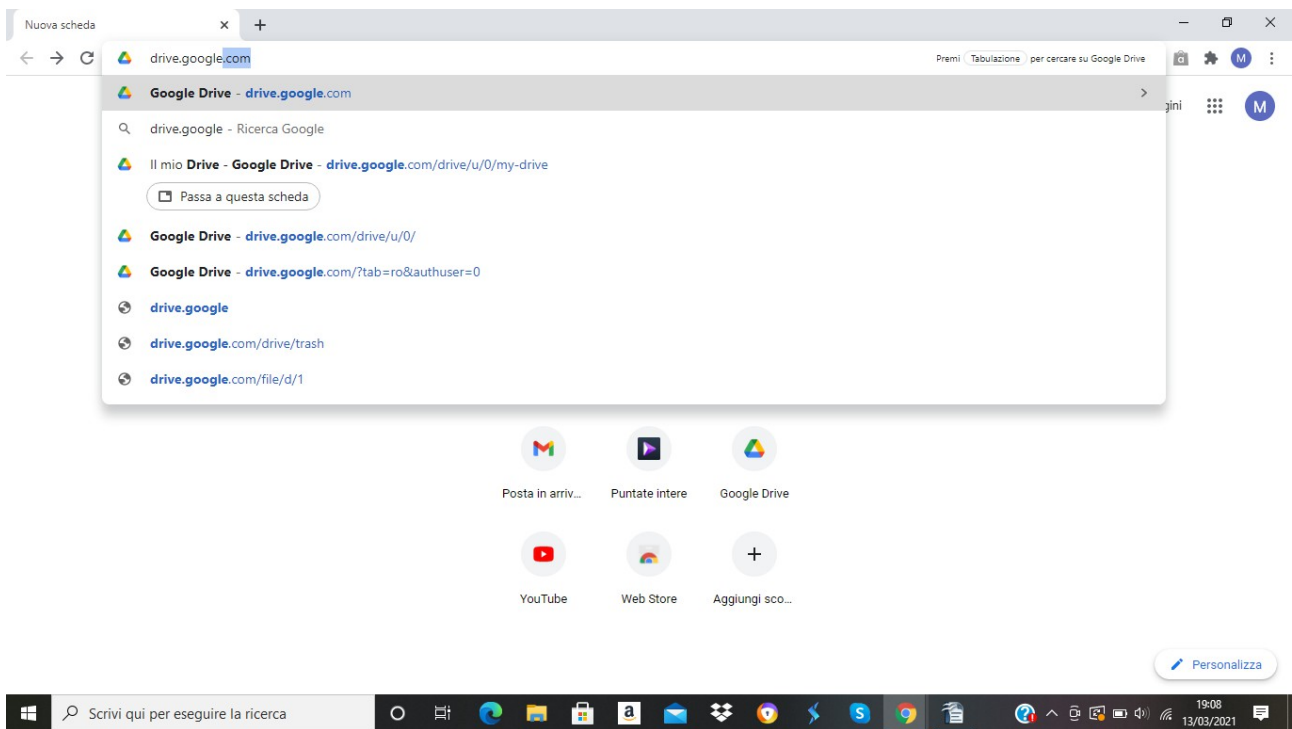 Nuova scheda
drive.google.com
Premi Tabulazione per cercare su Google Drive
M
Google Drive - drive.google.com
gini
M
drive.google - Ricerca Google
Il mio Drive - Google Drive - drive.google.com/drive/u/0/my-drive
Passa a questa scheda
Google Drive - drive.google.com/drive/u/0/
Google Drive - drive.google.com/?tab=ro&authuser=0
drive.google
drive.google.com/drive/trash
drive.google.com/file/d/1
Posta in arriv... Puntate intere Google Drive
YouTube Web Store Aggiungi sco...
Personalizza
Scrivi qui per eseguire la ricerca
a
S
19:08
13/03/2021